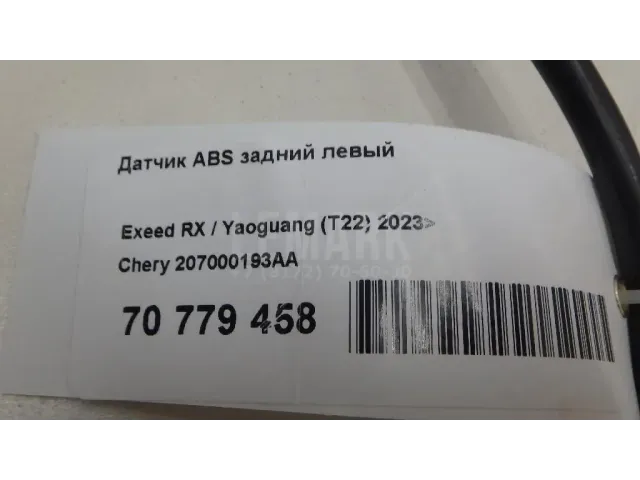 Датчик ABS задний левый
Exeed RX / Yaoguang (T22) 2023>
Chery 207000193AA
70 779 458